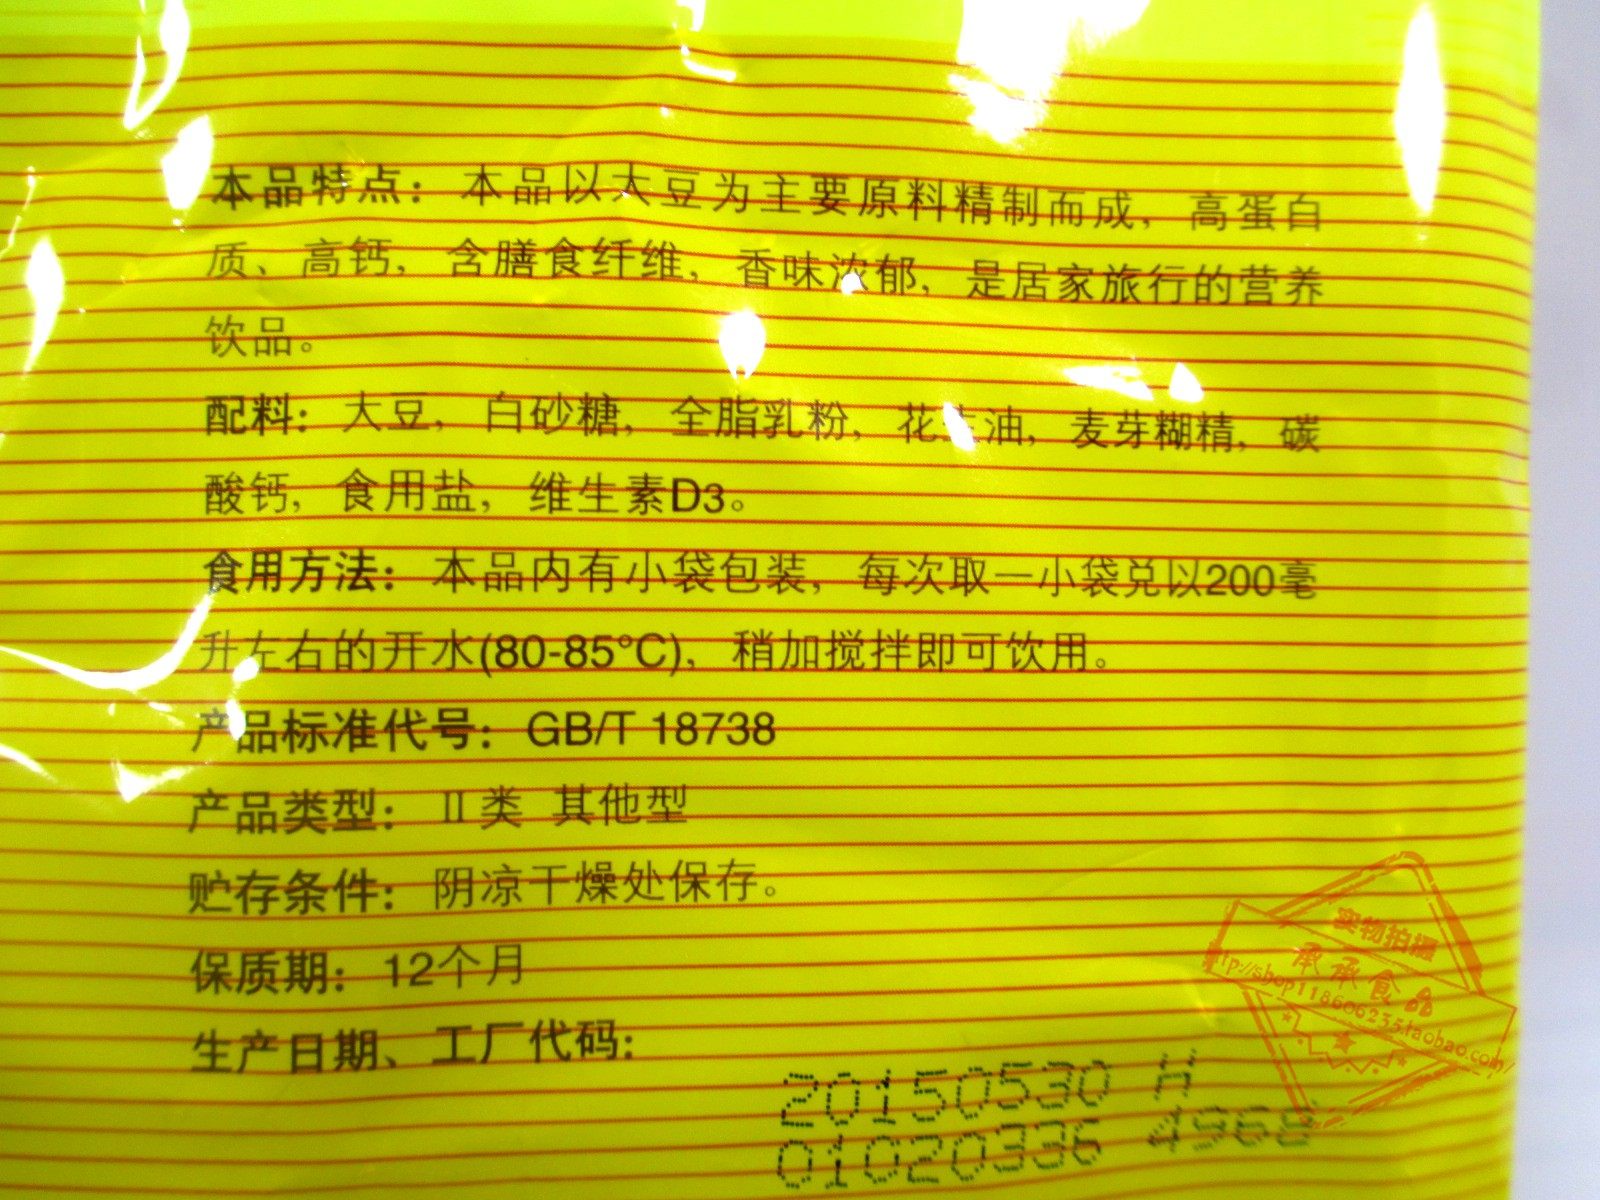 本品特点：本品以大豆为主要原料精制而成，高蛋白
质、高钙，含膳食纤维，香味浓郁，是居家旅行的营养
饮品。
配料：大豆，白砂糖，全脂乳粉，花生油，麦芽糊精，碳
酸钙，食用盐，维生素D3。
食用方法：本品内有小袋包装，每次取一小袋兑以200毫
升左右的开水(80-85°C)，稍加搅拌即可饮用。
产品标准代号：GB/T 18738
产品类型：II类 其他型
贮存条件：阴凉干燥处保存。
保质期：12个月
生产日期、工厂代码：
20150530 H
01020336 4968
实物拍摄
承承食品
http://shop118606235.taobao.com/